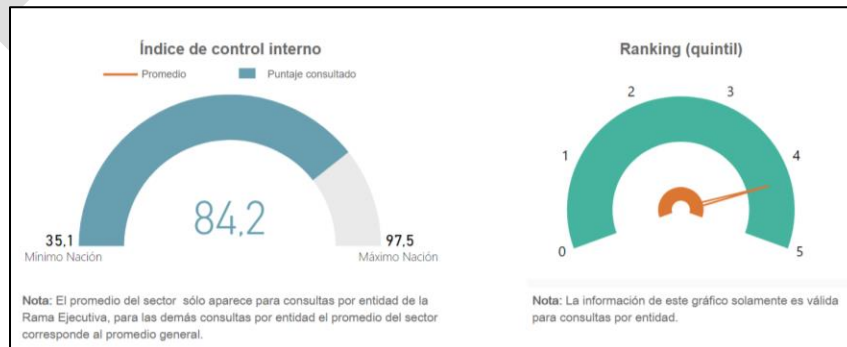 Índice de control interno
Promedio
Puntaje consultado
84,2
35,1
Mínimo Nación
97,5
Máximo Nación
Nota: El promedio del sector sólo aparece para consultas por entidad de la
Rama Ejecutiva, para las demás consultas por entidad el promedio del sector
corresponde al promedio general.
Ranking (quintil)
0
1
2
3
4
5
Nota: La información de este gráfico solamente es válida
para consultas por entidad.